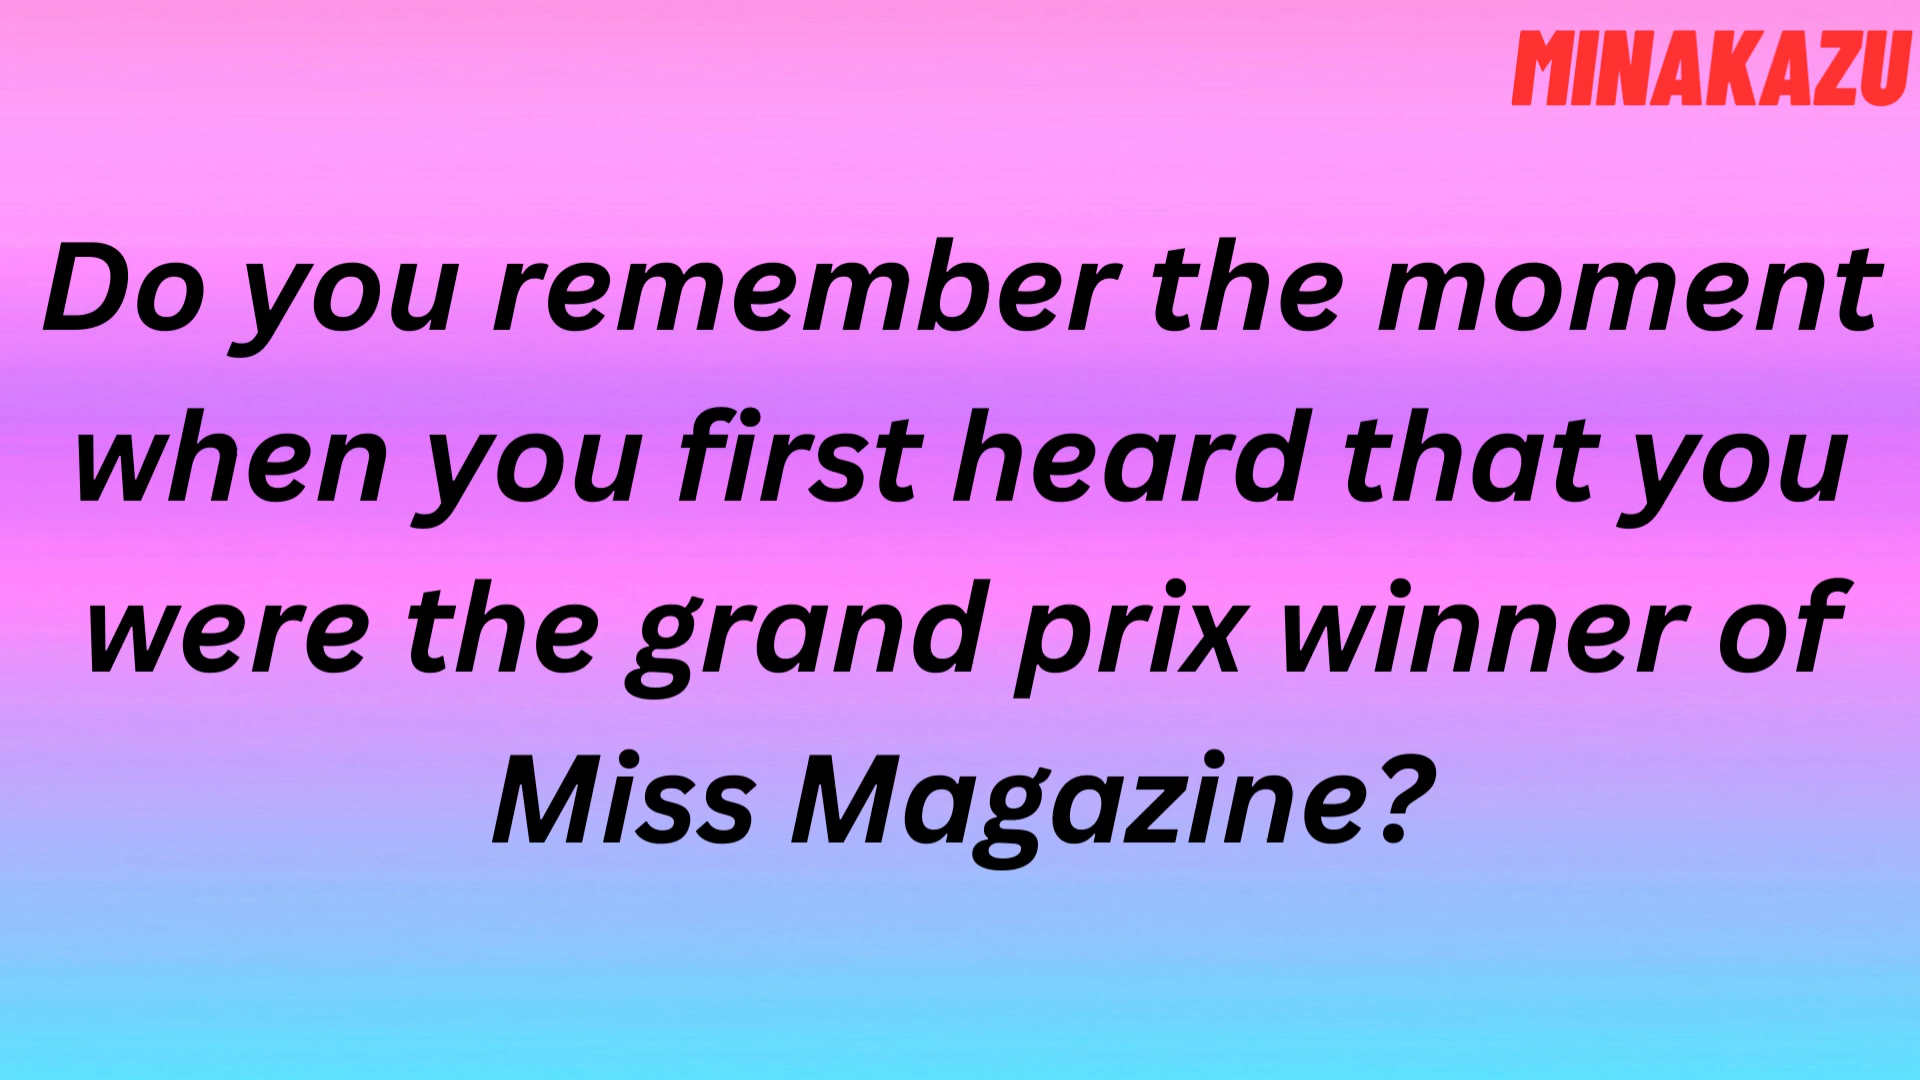 MINAKAZU
Do you remember the moment
when you first heard that you
were the grand prix winner of
Miss Magazine?